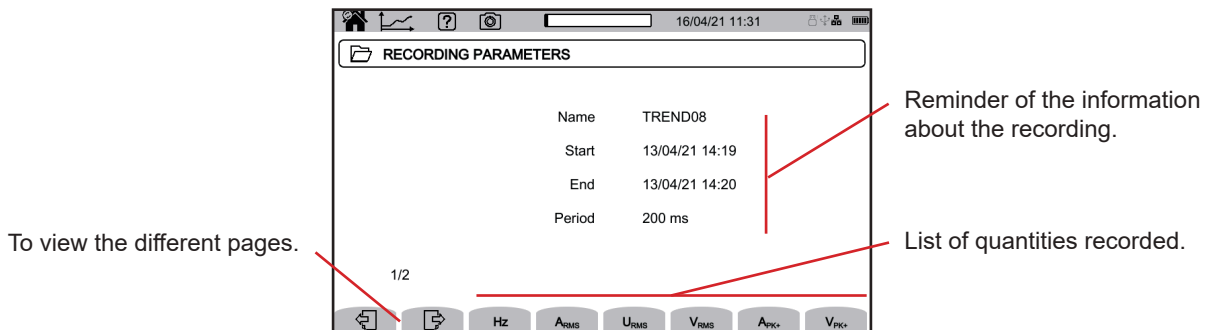 16/04/21 11:31
RECORDING PARAMETERS
Name TREND08
Start 13/04/21 14:19
End 13/04/21 14:20
Period 200 ms
Reminder of the information
about the recording.
To view the different pages.
List of quantities recorded.
1/2
Hz ARMS URMS VRMS APK+ VPK+